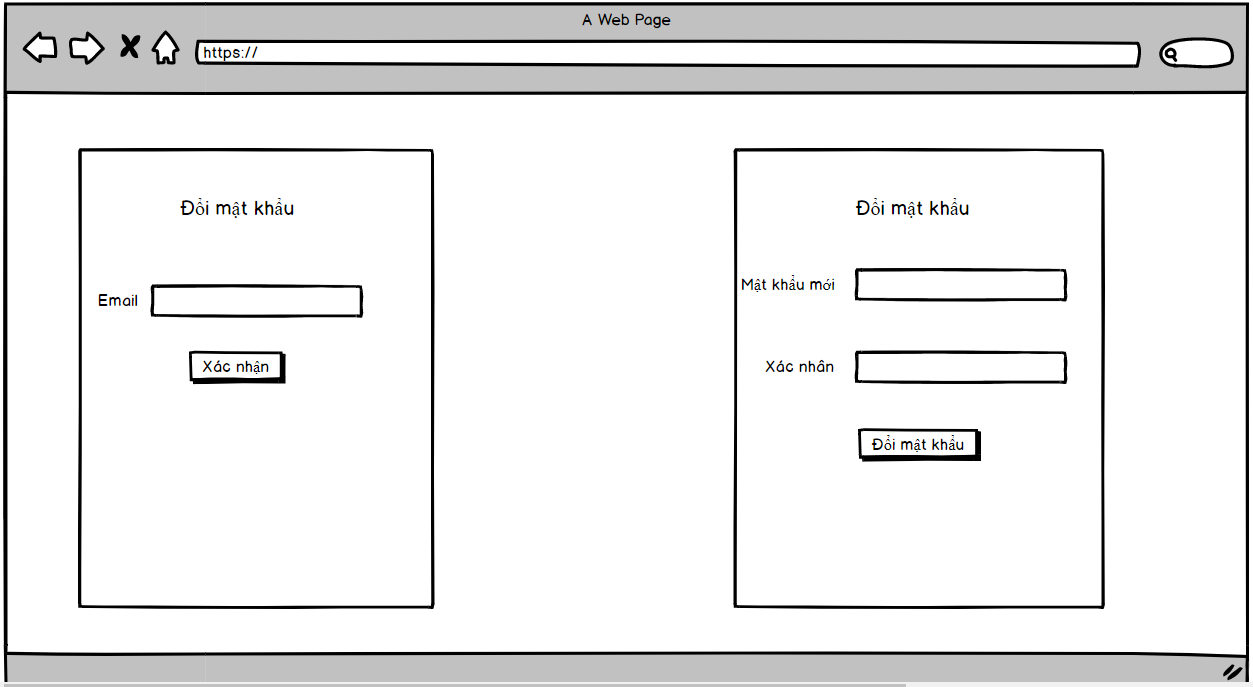 A Web Page
https://
Đổi mật khẩu
Email
Xác nhận
Đổi mật khẩu
Mật khẩu mới
Xác nhân
Đổi mật khẩu